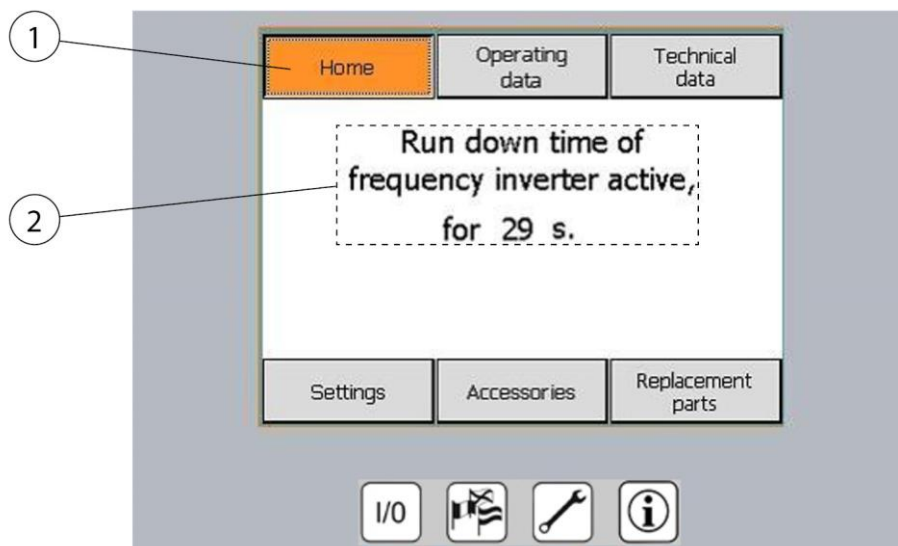 1
Home
Operating
data
Technical
data
Run down time of
frequency inverter active,
for 29 s.
2
Settings
Accessories
Replacement
parts
I/0
i